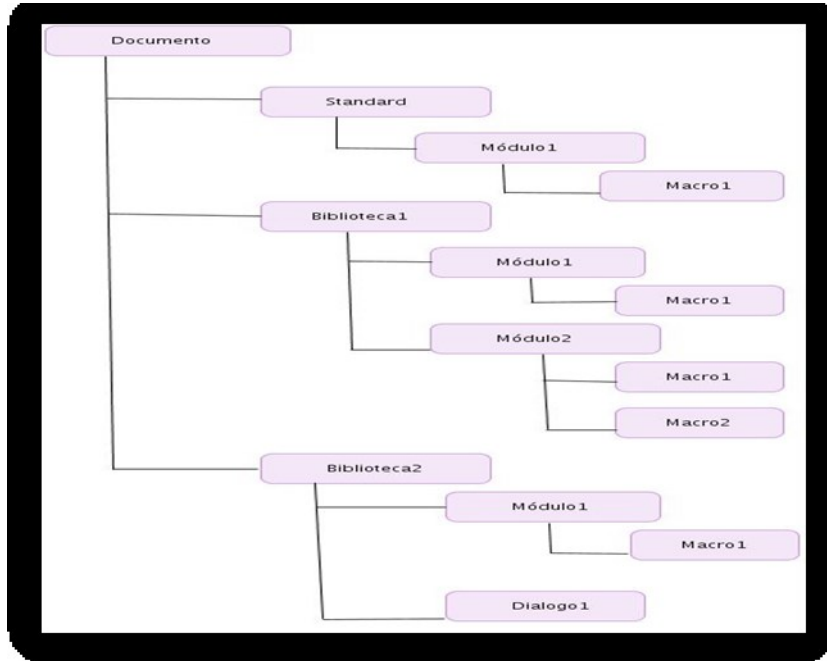 Documento
Standard
Módulo1
Macro1
Biblioteca1
Módulo1
Macro1
Módulo2
Macro1
Macro2
Biblioteca2
Módulo1
Macro1
Dialogo1